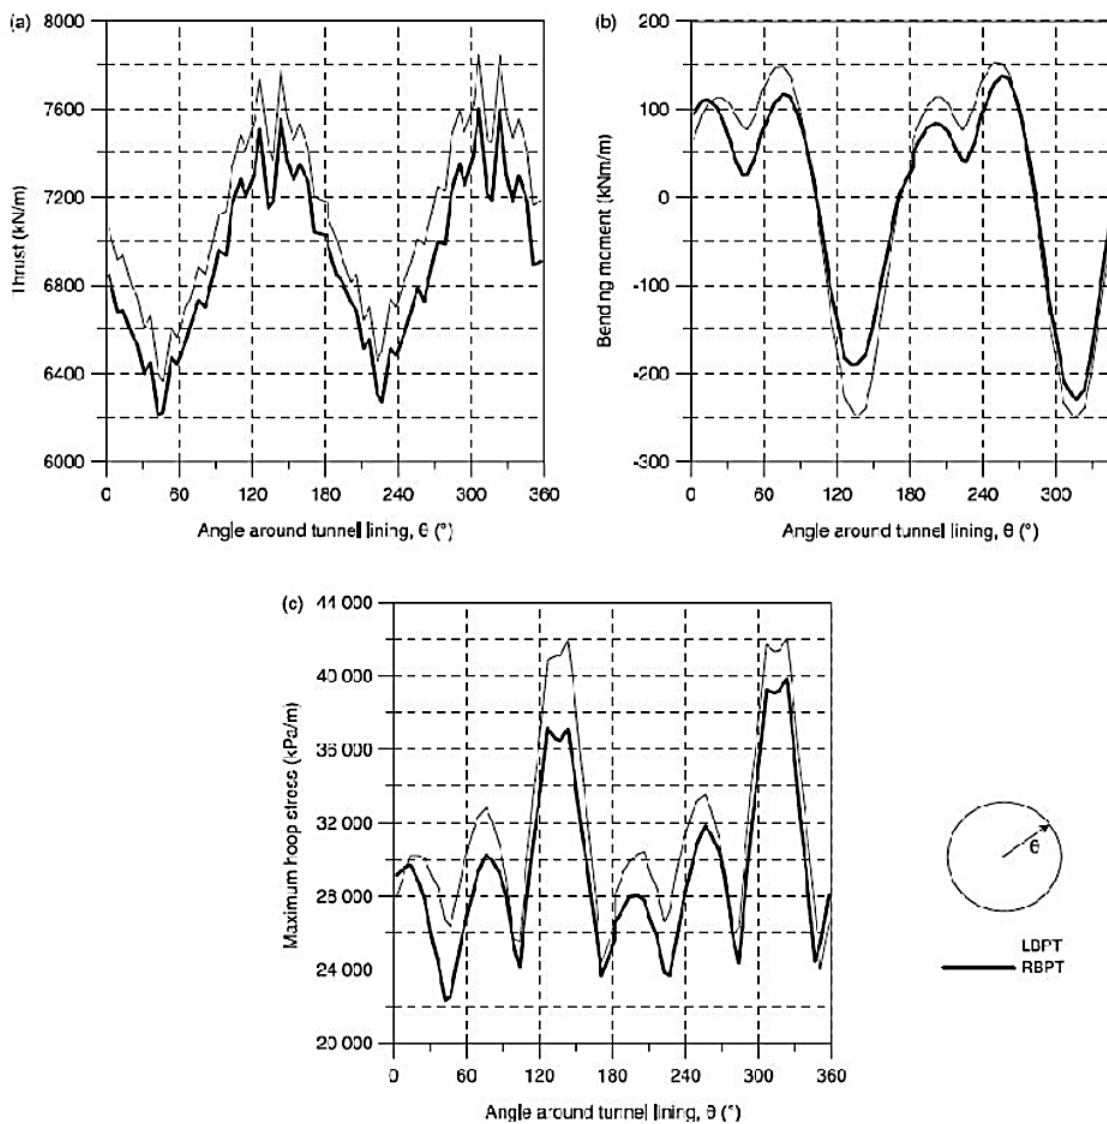 (a)
8000
7600
7200
6800
6400
6000
Thrust (kN/m)
0 60 120 180 240 300 360
Angle around tunnel lining, θ (°)
(b)
200
100
0
-100
-200
-300
Bending moment (kNm/m)
0 60 120 180 240 300
Angle around tunnel lining, θ (°)
(c)
44 000
40 000
36 000
32 000
28 000
24 000
20 000
Maximum hoop stress (kPa/m)
0 60 120 180 240 300 360
Angle around tunnel lining, θ (°)
θ
LBPT
RBPT